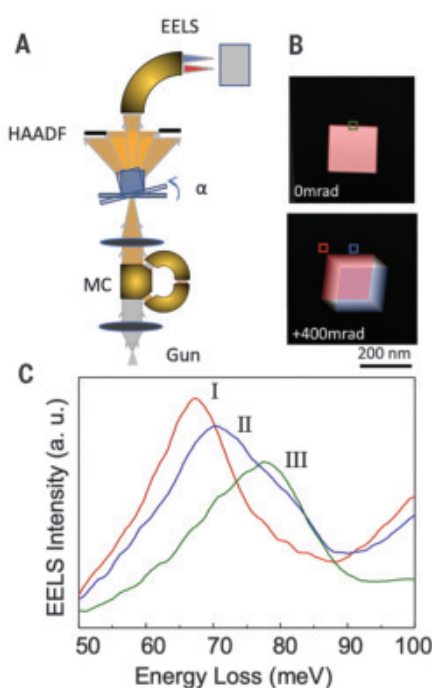 A
EELS
HAADF
α
MC
Gun
B
0mrad
+400mrad
200 nm
C
I
II
III
EELS Intensity (a. u.)
50 60 70 80 90 100
Energy Loss (meV)